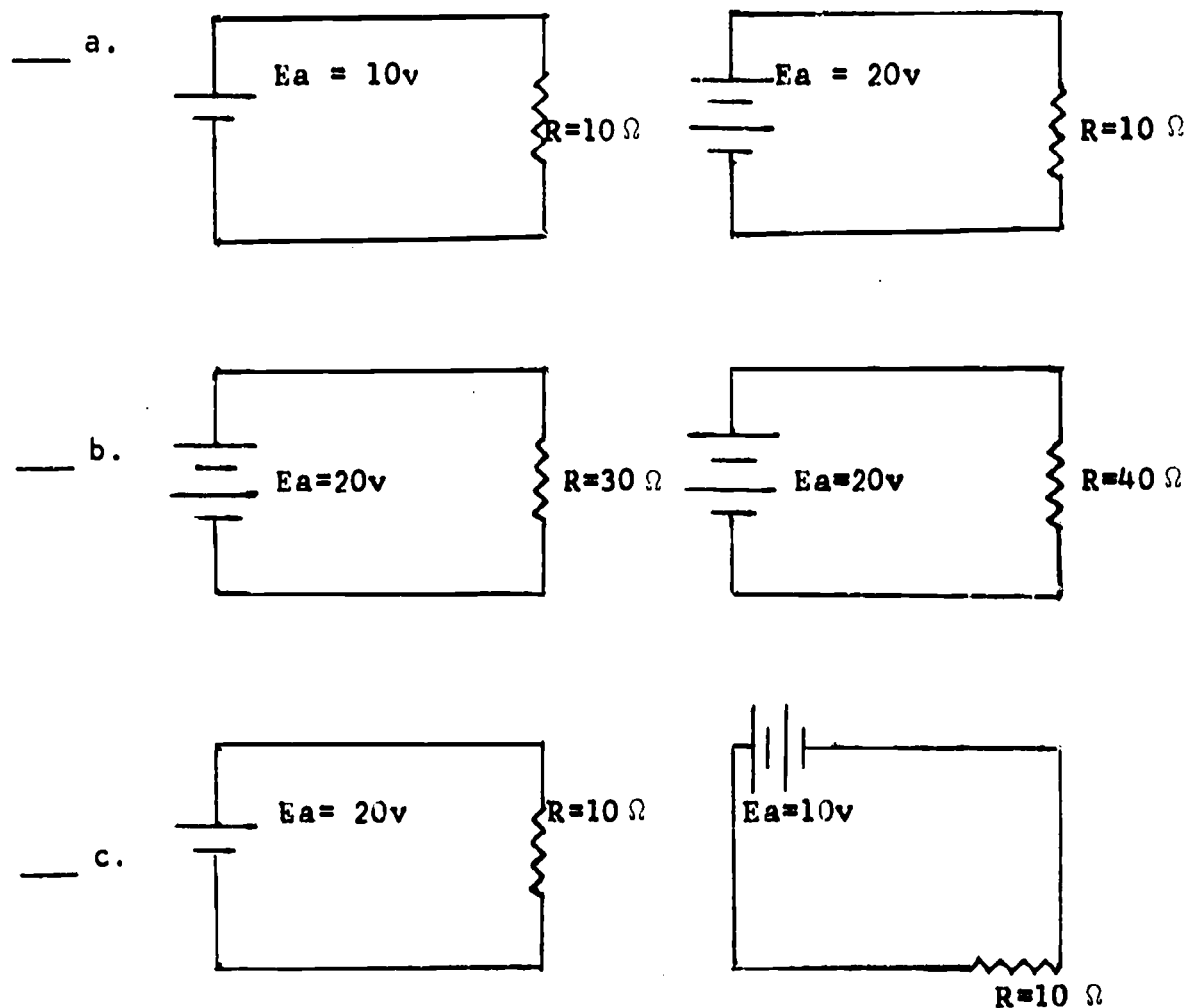 ___ a.
Ea = 10v
R=10 Ω
Ea = 20v
R=10 Ω
___ b.
Ea=20v
R=30 Ω
Ea=20v
R=40 Ω
___ c.
Ea= 20v
R=10 Ω
Ea=10v
R=10 Ω